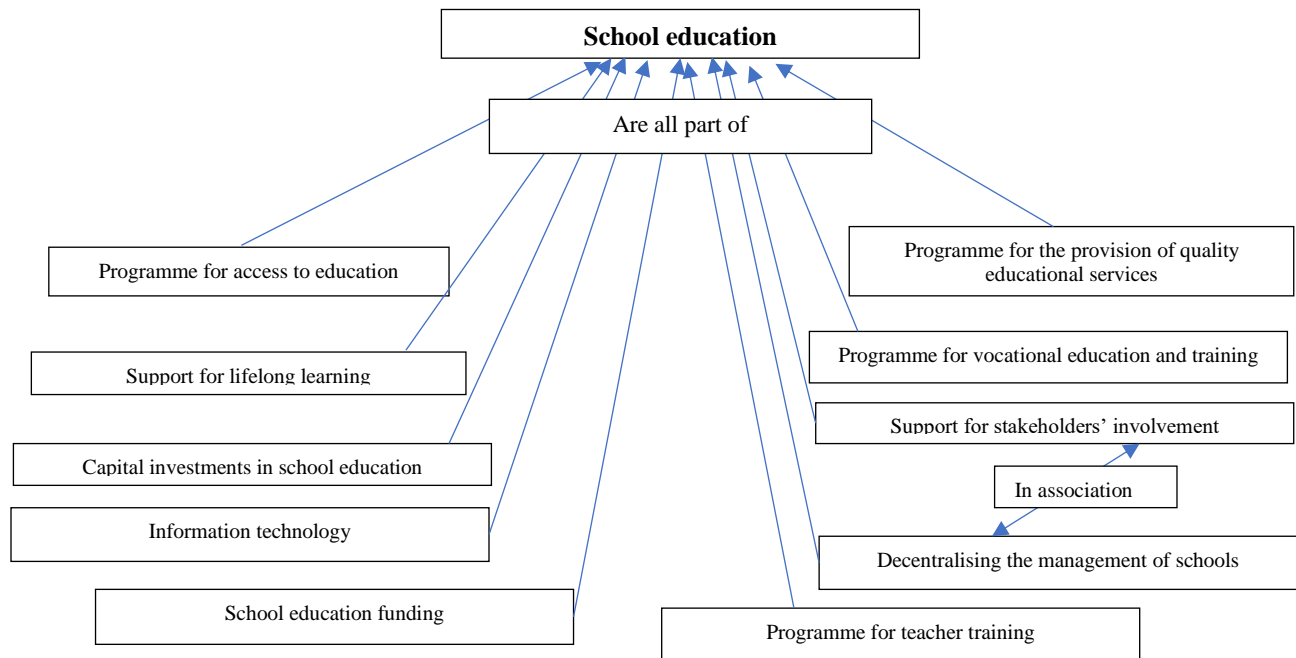 School education
Are all part of
Programme for access to education
Programme for the provision of quality
educational services
Support for lifelong learning
Programme for vocational education and training
Capital investments in school education
Support for stakeholders’ involvement
In association
Information technology
Decentralising the management of schools
School education funding
Programme for teacher training